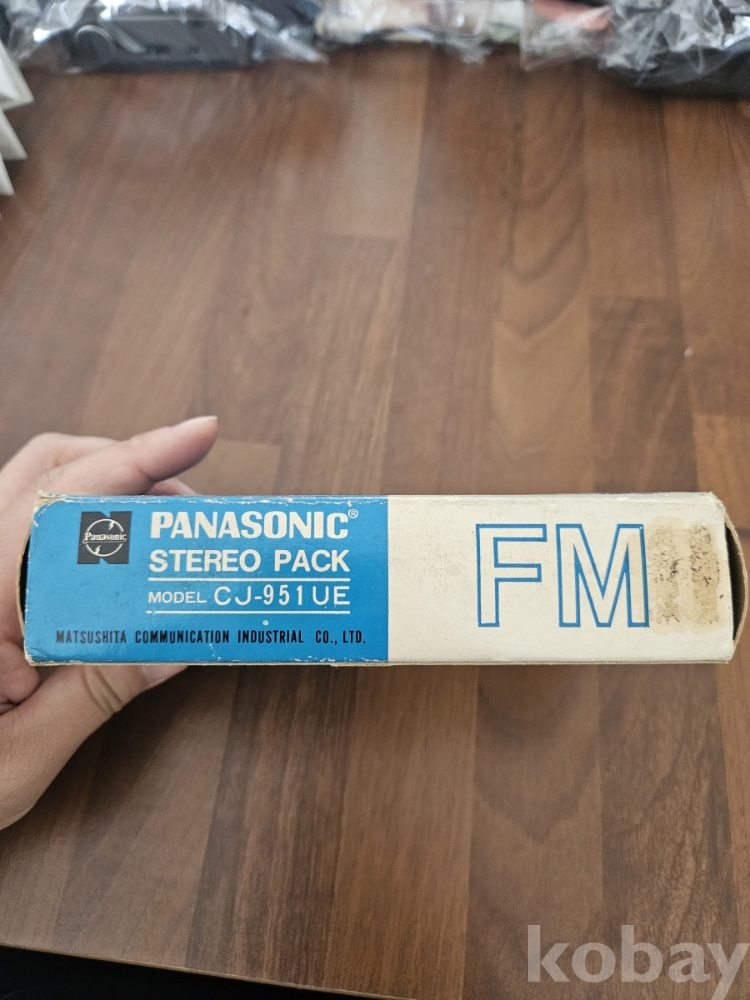 Panasonic
PANASONIC®
STEREO PACK
MODEL CJ-951UE
MATSUSHITA COMMUNICATION INDUSTRIAL CO., LTD.
FM
kobay